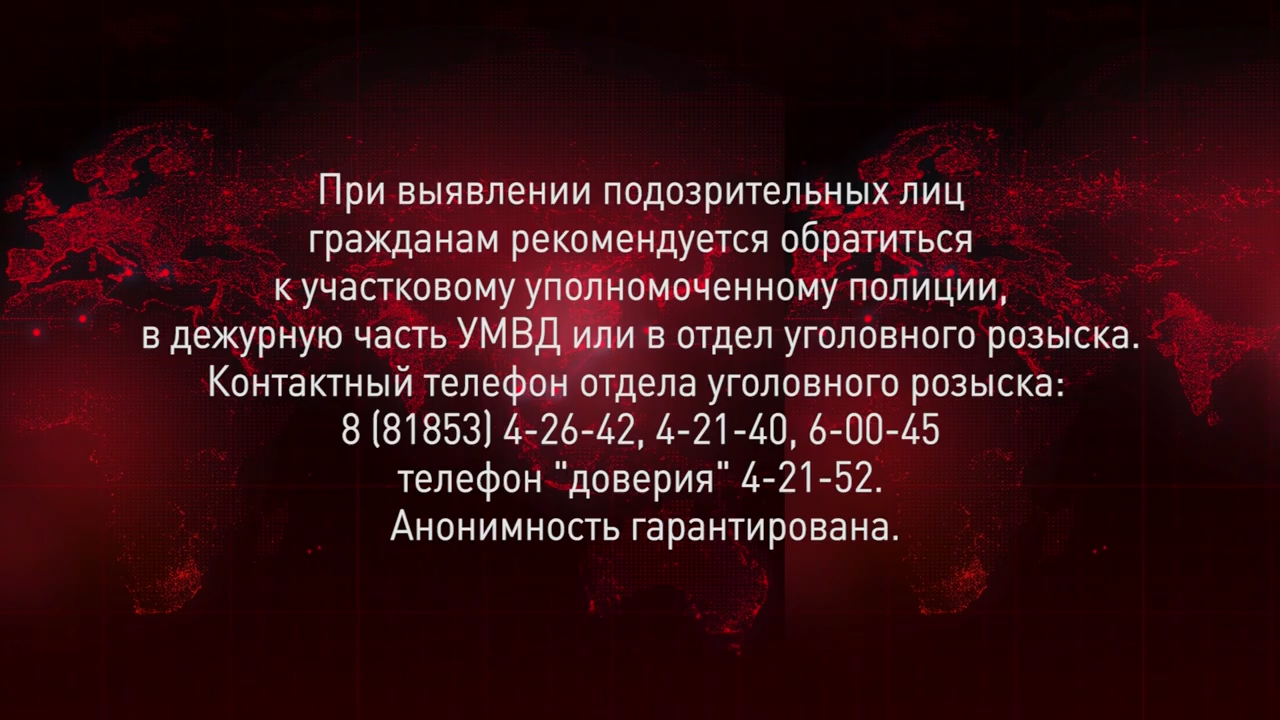 При выявлении подозрительных лиц
гражданам рекомендуется обратиться
к участковому уполномоченному полиции,
в дежурную часть УМВД или в отдел уголовного розыска.
Контактный телефон отдела уголовного розыска:
8 (81853) 4-26-42, 4-21-40, 6-00-45
телефон "доверия" 4-21-52.
Анонимность гарантирована.